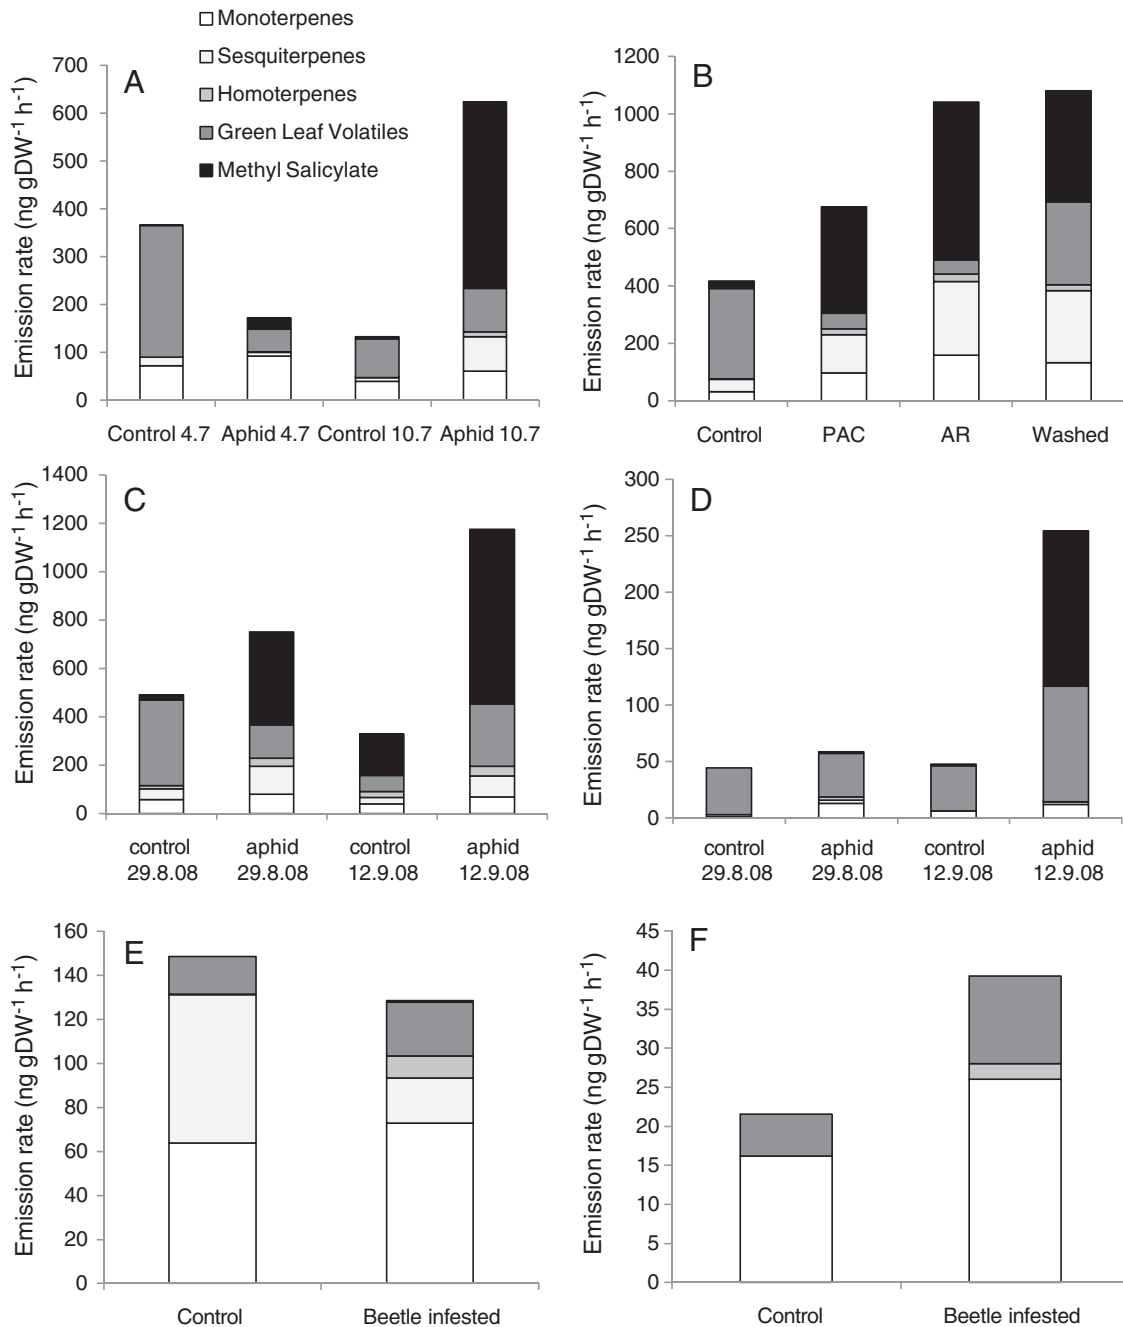 Monoterpenes
Sesquiterpenes
Homoterpenes
Green Leaf Volatiles
Methyl Salicylate
A
Emission rate (ng gDW⁻¹ h⁻¹)
700
600
500
400
300
200
100
0
Control 4.7 Aphid 4.7 Control 10.7 Aphid 10.7
B
Emission rate (ng gDW⁻¹ h⁻¹)
1200
1000
800
600
400
200
0
Control PAC AR Washed
C
Emission rate (ng gDW⁻¹ h⁻¹)
1400
1200
1000
800
600
400
200
0
control aphid control aphid
29.8.08 29.8.08 12.9.08 12.9.08
D
Emission rate (ng gDW⁻¹ h⁻¹)
300
250
200
150
100
50
0
control aphid control aphid
29.8.08 29.8.08 12.9.08 12.9.08
E
Emission rate (ng gDW⁻¹ h⁻¹)
160
140
120
100
80
60
40
20
0
Control Beetle infested
F
Emission rate (ng gDW⁻¹ h⁻¹)
45
40
35
30
25
20
15
10
5
0
Control Beetle infested